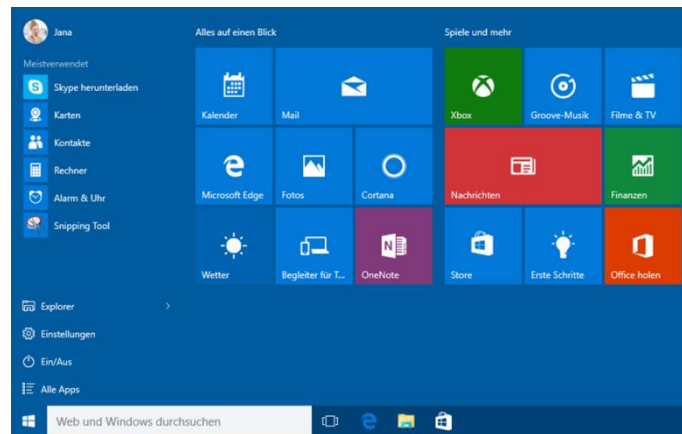 Jana
Meistverwendet
Skype herunterladen
Karten
Kontakte
Rechner
Alarm & Uhr
Snipping Tool
Explorer
Einstellungen
Ein/Aus
Alle Apps
Alles auf einen Blick
Kalender
Mail
Microsoft Edge
Fotos
Cortana
Wetter
Begleiter für T...
OneNote
Spiele und mehr
Xbox
Groove-Musik
Filme & TV
Nachrichten
Finanzen
Store
Erste Schritte
Office holen
Web und Windows durchsuchen